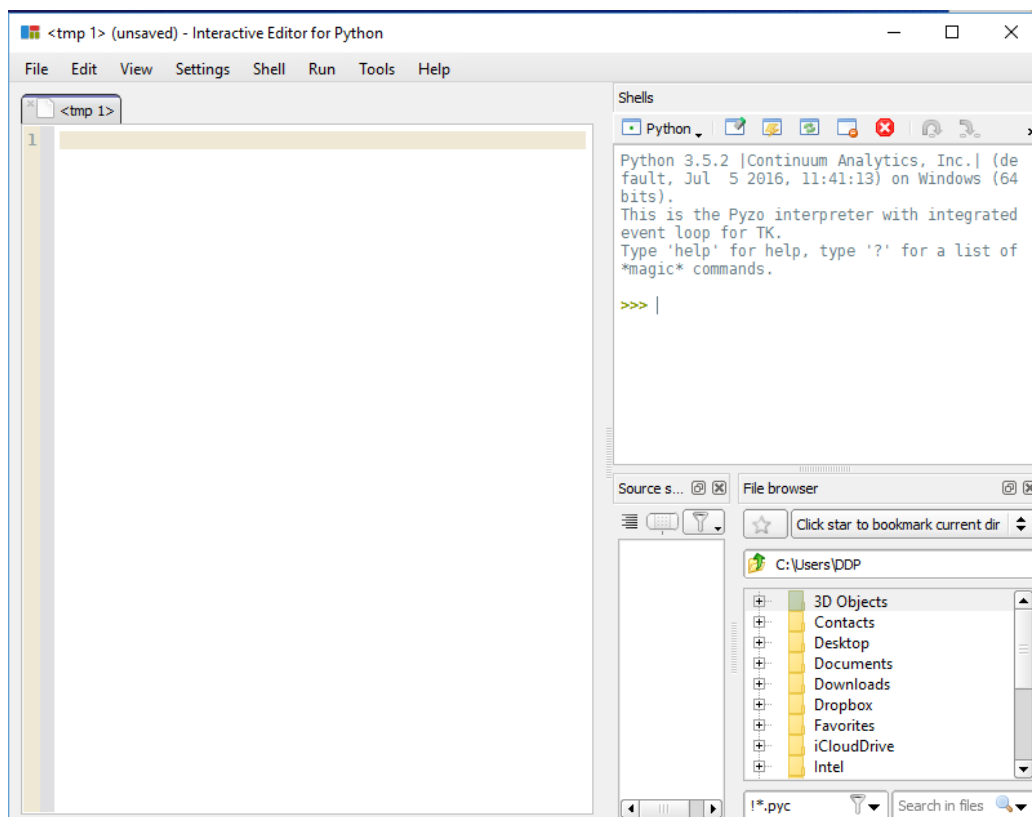 <tmp 1> (unsaved) - Interactive Editor for Python
File Edit View Settings Shell Run Tools Help
<tmp 1>
1
Shells
Python
Python 3.5.2 |Continuum Analytics, Inc.| (de
fault, Jul  5 2016, 11:41:13) on Windows (64
bits).
This is the Pyzo interpreter with integrated
event loop for TK.
Type 'help' for help, type '?' for a list of
*magic* commands.
>>>
Source s... File browser
Click star to bookmark current dir
C:\Users\DDP
3D Objects
Contacts
Desktop
Documents
Downloads
Dropbox
Favorites
iCloudDrive
Intel
!*.pyc Search in files